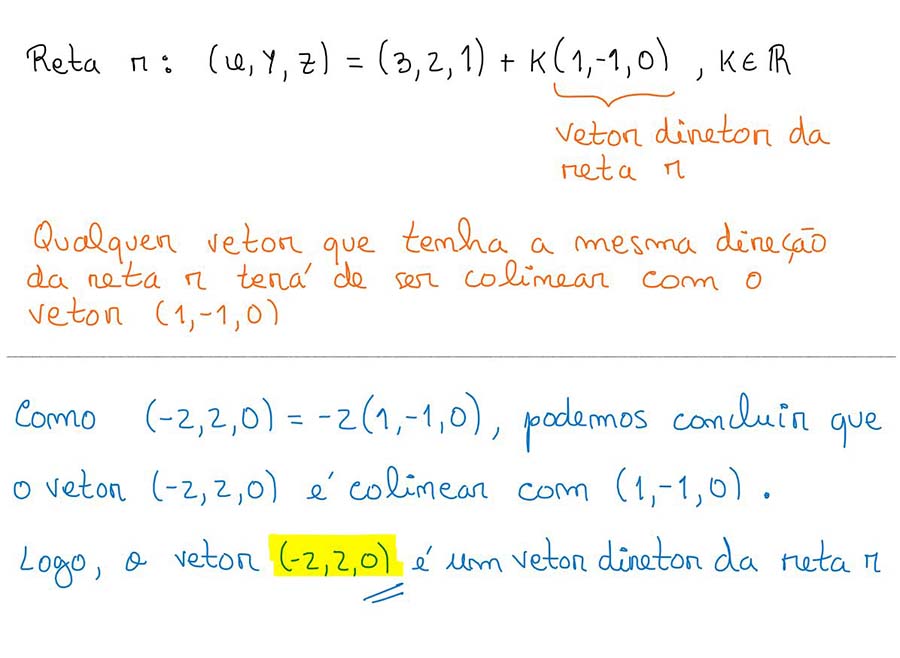 Reta r: (x, y, z) = (3, 2, 1) + K(1, -1, 0) , K∈ℝ
vetor diretor da
reta r
Qualquer vetor que tenha a mesma direção
da reta r terá de ser colinear com o
vetor (1, -1, 0)
Como (-2, 2, 0) = -2(1, -1, 0), podemos concluir que
o vetor (-2, 2, 0) é colinear com (1, -1, 0).
Logo, o vetor (-2, 2, 0) é um vetor diretor da reta r